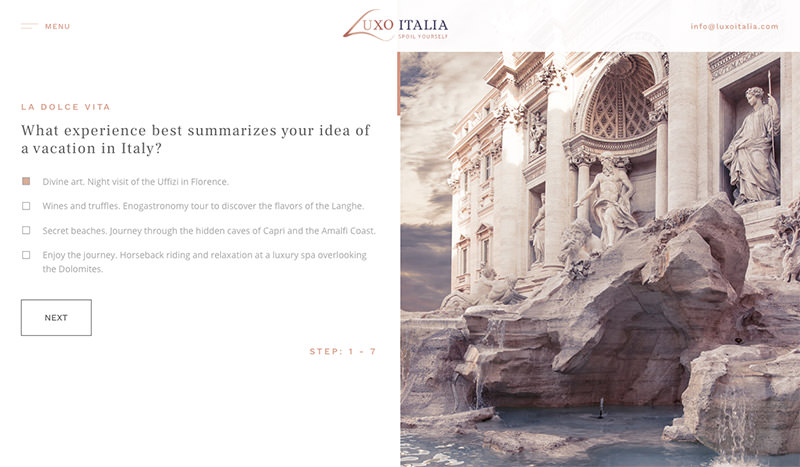 MENU
LUXO ITALIA
SPOIL YOURSELF
info@luxoitalia.com
LA DOLCE VITA
What experience best summarizes your idea of
a vacation in Italy?
Divine art. Night visit of the Uffizi in Florence.
Wines and truffles. Enogastronomy tour to discover the flavors of the Langhe.
Secret beaches. Journey through the hidden caves of Capri and the Amalfi Coast.
Enjoy the journey. Horseback riding and relaxation at a luxury spa overlooking
the Dolomites.
NEXT
STEP: 1 - 7